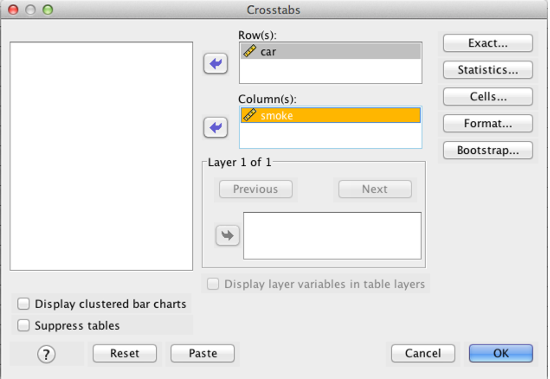 Crosstabs
Row(s):
car
Exact...
Statistics...
Column(s):
smoke
Cells...
Format...
Bootstrap...
Layer 1 of 1
Previous
Next
Display layer variables in table layers
Display clustered bar charts
Suppress tables
?
Reset
Paste
Cancel
OK